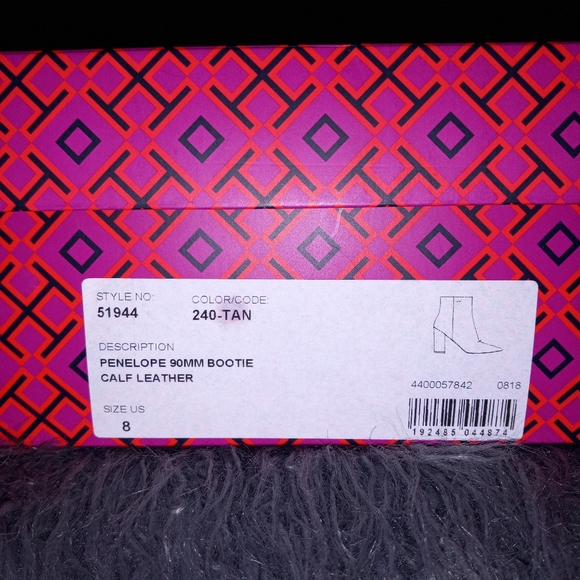 STYLE NO: COLOR/CODE:
51944 240-TAN
DESCRIPTION
PENELOPE 90MM BOOTIE
CALF LEATHER
4400057842 0818
SIZE US
8
192485 044874